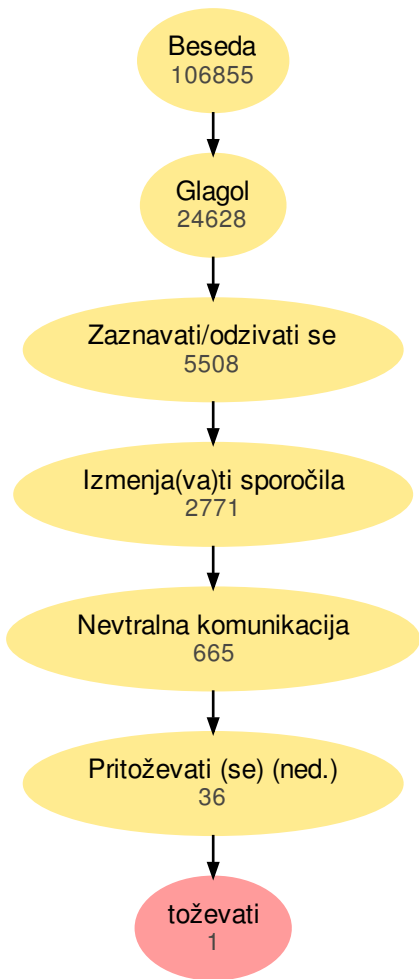 Beseda
106855
Glagol
24628
Zaznavati/odzivati se
5508
Izmenja(va)ti sporočila
2771
Nevtralna komunikacija
665
Pritoževati (se) (ned.)
36
toževati
1